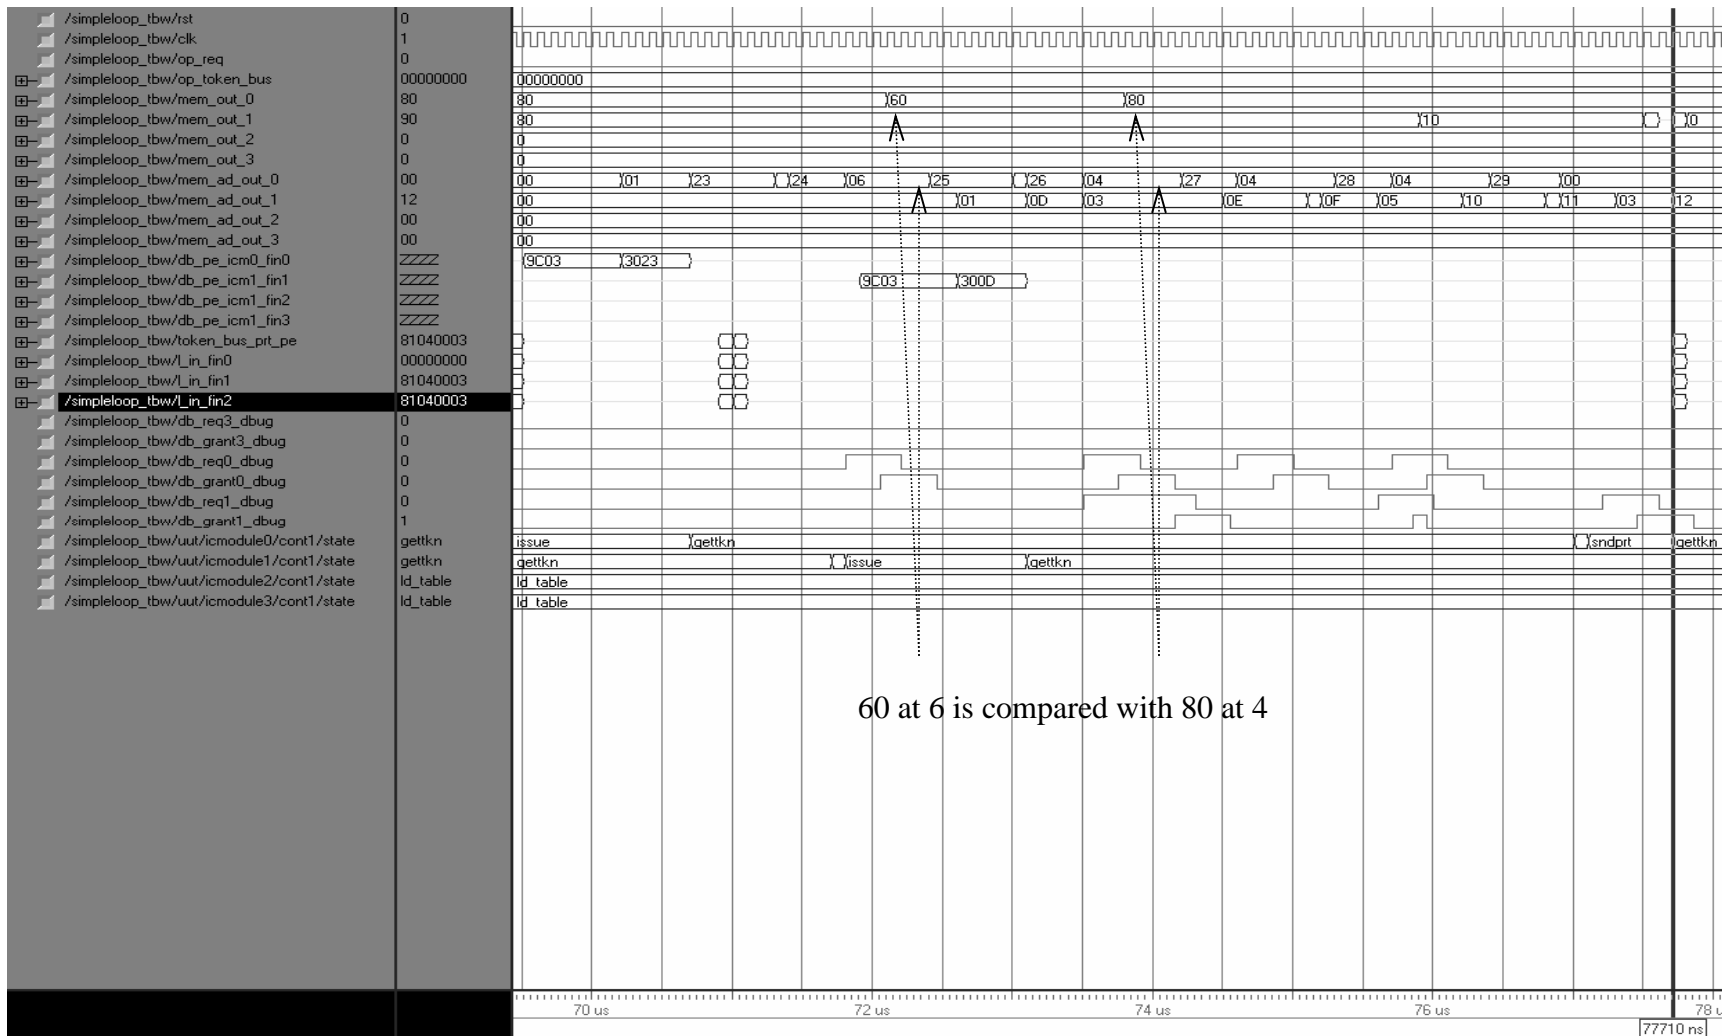 /simpleloop_tbw/rst 0
/simpleloop_tbw/clk 1
/simpleloop_tbw/op_req 0
/simpleloop_tbw/op_token_bus 00000000 00000000
/simpleloop_tbw/mem_out_0 80 80 60 80
/simpleloop_tbw/mem_out_1 90 80 10 0
/simpleloop_tbw/mem_out_2 0 0
/simpleloop_tbw/mem_out_3 0 0
/simpleloop_tbw/mem_ad_out_0 00 00 01 23 24 06 25 26 04 27 04 28 04 29 00
/simpleloop_tbw/mem_ad_out_1 12 00 01 0D 03 0E 0F 05 10 11 03 12
/simpleloop_tbw/mem_ad_out_2 00 00
/simpleloop_tbw/mem_ad_out_3 00 00
/simpleloop_tbw/db_pe_icm0_fin0 ZZZZ 9C03 3023
/simpleloop_tbw/db_pe_icm1_fin1 ZZZZ 9C03 300D
/simpleloop_tbw/db_pe_icm1_fin2 ZZZZ
/simpleloop_tbw/db_pe_icm1_fin3 ZZZZ
/simpleloop_tbw/token_bus_prt_pe 81040003
/simpleloop_tbw/l_in_fin0 00000000
/simpleloop_tbw/l_in_fin1 81040003
/simpleloop_tbw/l_in_fin2 81040003
/simpleloop_tbw/db_req3_dbug 0
/simpleloop_tbw/db_grant3_dbug 0
/simpleloop_tbw/db_req0_dbug 0
/simpleloop_tbw/db_grant0_dbug 0
/simpleloop_tbw/db_req1_dbug 0
/simpleloop_tbw/db_grant1_dbug 1
/simpleloop_tbw/uut/icmodule0/cont1/state gettkn issue gettkn sndprt gettkn
/simpleloop_tbw/uut/icmodule1/cont1/state gettkn gettkn issue gettkn
/simpleloop_tbw/uut/icmodule2/cont1/state ld_table ld_table
/simpleloop_tbw/uut/icmodule3/cont1/state ld_table ld_table
60 at 6 is compared with 80 at 4
70 us 72 us 74 us 76 us 78 u
77710 ns